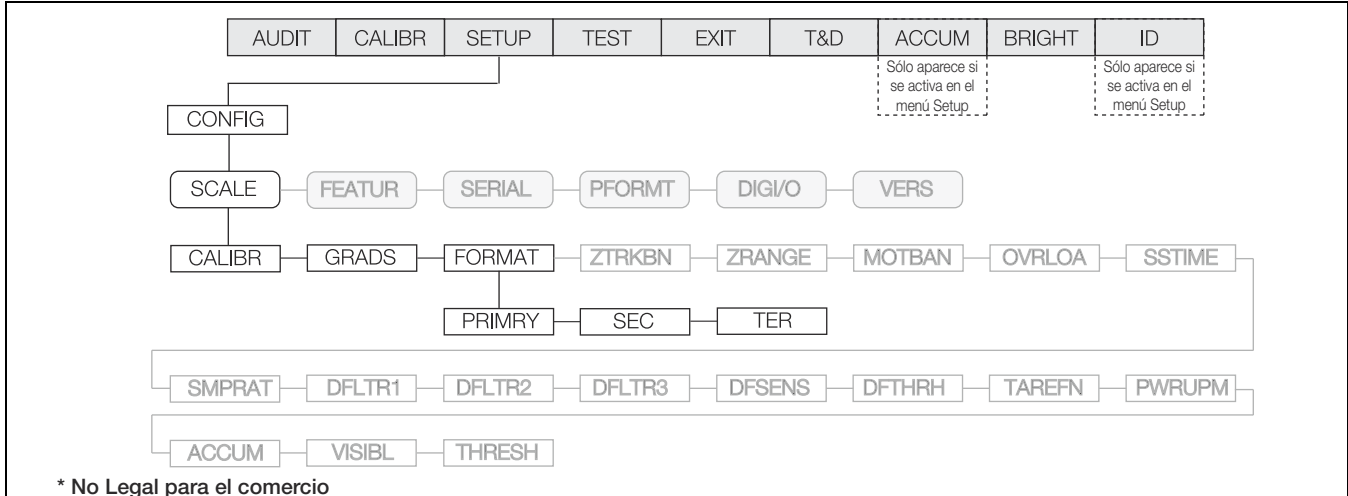 AUDIT CALIBR SETUP TEST EXIT T&D ACCUM BRIGHT ID
Sólo aparece si se activa en el menú Setup
Sólo aparece si se activa en el menú Setup
CONFIG
SCALE FEATUR SERIAL PFORMT DIGI/O VERS
CALIBR GRADS FORMAT ZTRKBN ZRANGE MOTBAN OVRLOA SSTIME
PRIMRY SEC TER
SMPRAT DFLTR1 DFLTR2 DFLTR3 DFSENS DFTHRH TAREFN PWRUPM
ACCUM VISIBL THRESH
* No Legal para el comercio